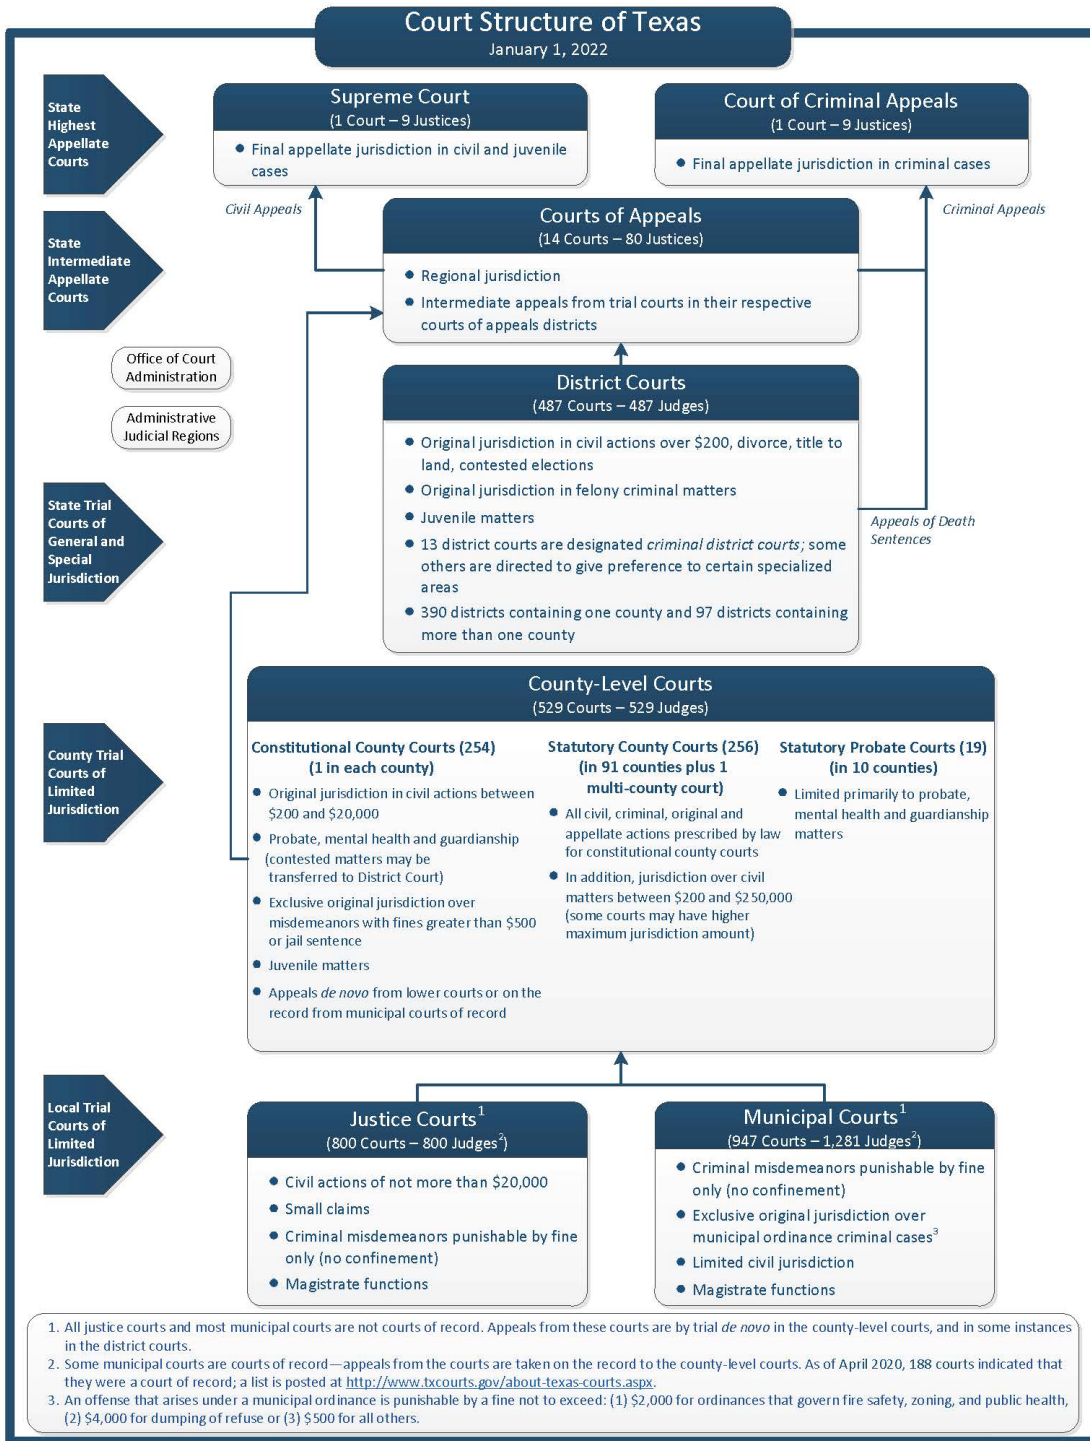 Court Structure of Texas
January 1, 2022
State
Highest
Appellate
Courts
Supreme Court
(1 Court – 9 Justices)
● Final appellate jurisdiction in civil and juvenile
cases
Court of Criminal Appeals
(1 Court – 9 Justices)
● Final appellate jurisdiction in criminal cases
Civil Appeals
Criminal Appeals
State
Intermediate
Appellate
Courts
Courts of Appeals
(14 Courts – 80 Justices)
● Regional jurisdiction
● Intermediate appeals from trial courts in their respective
courts of appeals districts
Office of Court
Administration
Administrative
Judicial Regions
State Trial
Courts of
General and
Special
Jurisdiction
District Courts
(487 Courts – 487 Judges)
● Original jurisdiction in civil actions over $200, divorce, title to
land, contested elections
● Original jurisdiction in felony criminal matters
● Juvenile matters
● 13 district courts are designated criminal district courts; some
others are directed to give preference to certain specialized
areas
● 390 districts containing one county and 97 districts containing
more than one county
Appeals of Death
Sentences
County Trial
Courts of
Limited
Jurisdiction
County-Level Courts
(529 Courts – 529 Judges)
Constitutional County Courts (254)
(1 in each county)
● Original jurisdiction in civil actions between
$200 and $20,000
● Probate, mental health and guardianship
(contested matters may be
transferred to District Court)
● Exclusive original jurisdiction over
misdemeanors with fines greater than $500
or jail sentence
● Juvenile matters
● Appeals de novo from lower courts or on the
record from municipal courts of record
Statutory County Courts (256)
(in 91 counties plus 1
multi-county court)
● All civil, criminal, original and
appellate actions prescribed by law
for constitutional county courts
● In addition, jurisdiction over civil
matters between $200 and $250,000
(some courts may have higher
maximum jurisdiction amount)
Statutory Probate Courts (19)
(in 10 counties)
● Limited primarily to probate,
mental health and guardianship
matters
Local Trial
Courts of
Limited
Jurisdiction
Justice Courts¹
(800 Courts – 800 Judges²)
● Civil actions of not more than $20,000
● Small claims
● Criminal misdemeanors punishable by fine
only (no confinement)
● Magistrate functions
Municipal Courts¹
(947 Courts – 1,281 Judges²)
● Criminal misdemeanors punishable by fine
only (no confinement)
● Exclusive original jurisdiction over
municipal ordinance criminal cases³
● Limited civil jurisdiction
● Magistrate functions
1. All justice courts and most municipal courts are not courts of record. Appeals from these courts are by trial de novo in the county-level courts, and in some instances
in the district courts.
2. Some municipal courts are courts of record—appeals from the courts are taken on the record to the county-level courts. As of April 2020, 188 courts indicated that
they were a court of record; a list is posted at http://www.txcourts.gov/about-texas-courts.aspx.
3. An offense that arises under a municipal ordinance is punishable by a fine not to exceed: (1) $2,000 for ordinances that govern fire safety, zoning, and public health,
(2) $4,000 for dumping of refuse or (3) $500 for all others.